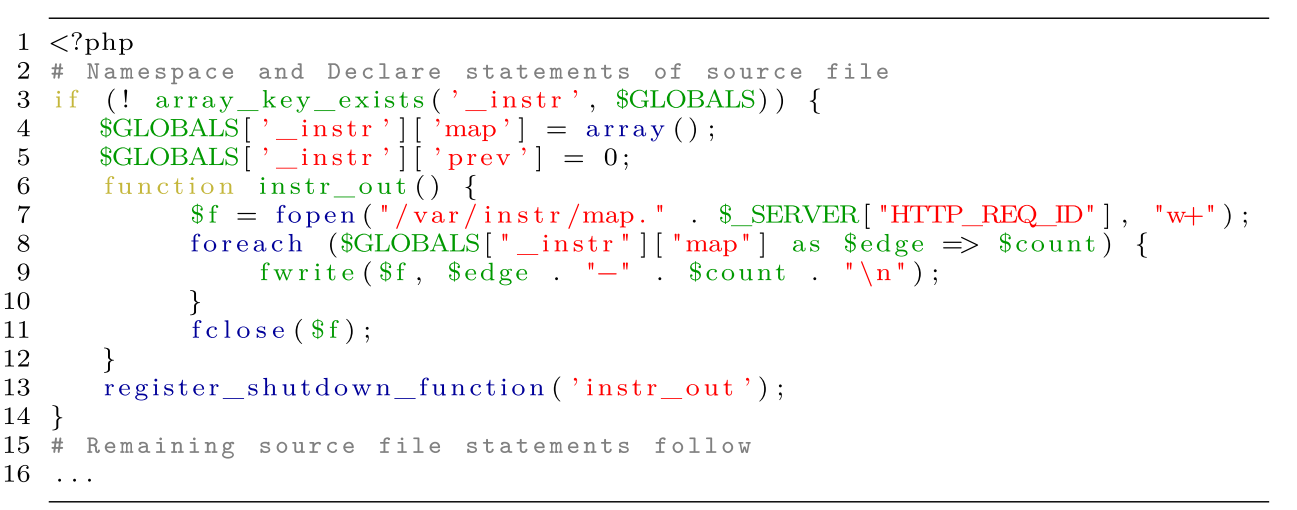 1 <?php
2 # Namespace and Declare statements of source file
3 if (! array_key_exists('_instr', $GLOBALS)) {
4 $GLOBALS['_instr']['map'] = array();
5 $GLOBALS['_instr']['prev'] = 0;
6 function instr_out() {
7 $f = fopen("/var/instr/map." . $_SERVER["HTTP_REQ_ID"], "w+");
8 foreach ($GLOBALS["_instr"]["map"] as $edge => $count) {
9 fwrite($f, $edge . "-" . $count . "\n");
10 }
11 fclose($f);
12 }
13 register_shutdown_function('instr_out');
14 }
15 # Remaining source file statements follow
16 ...